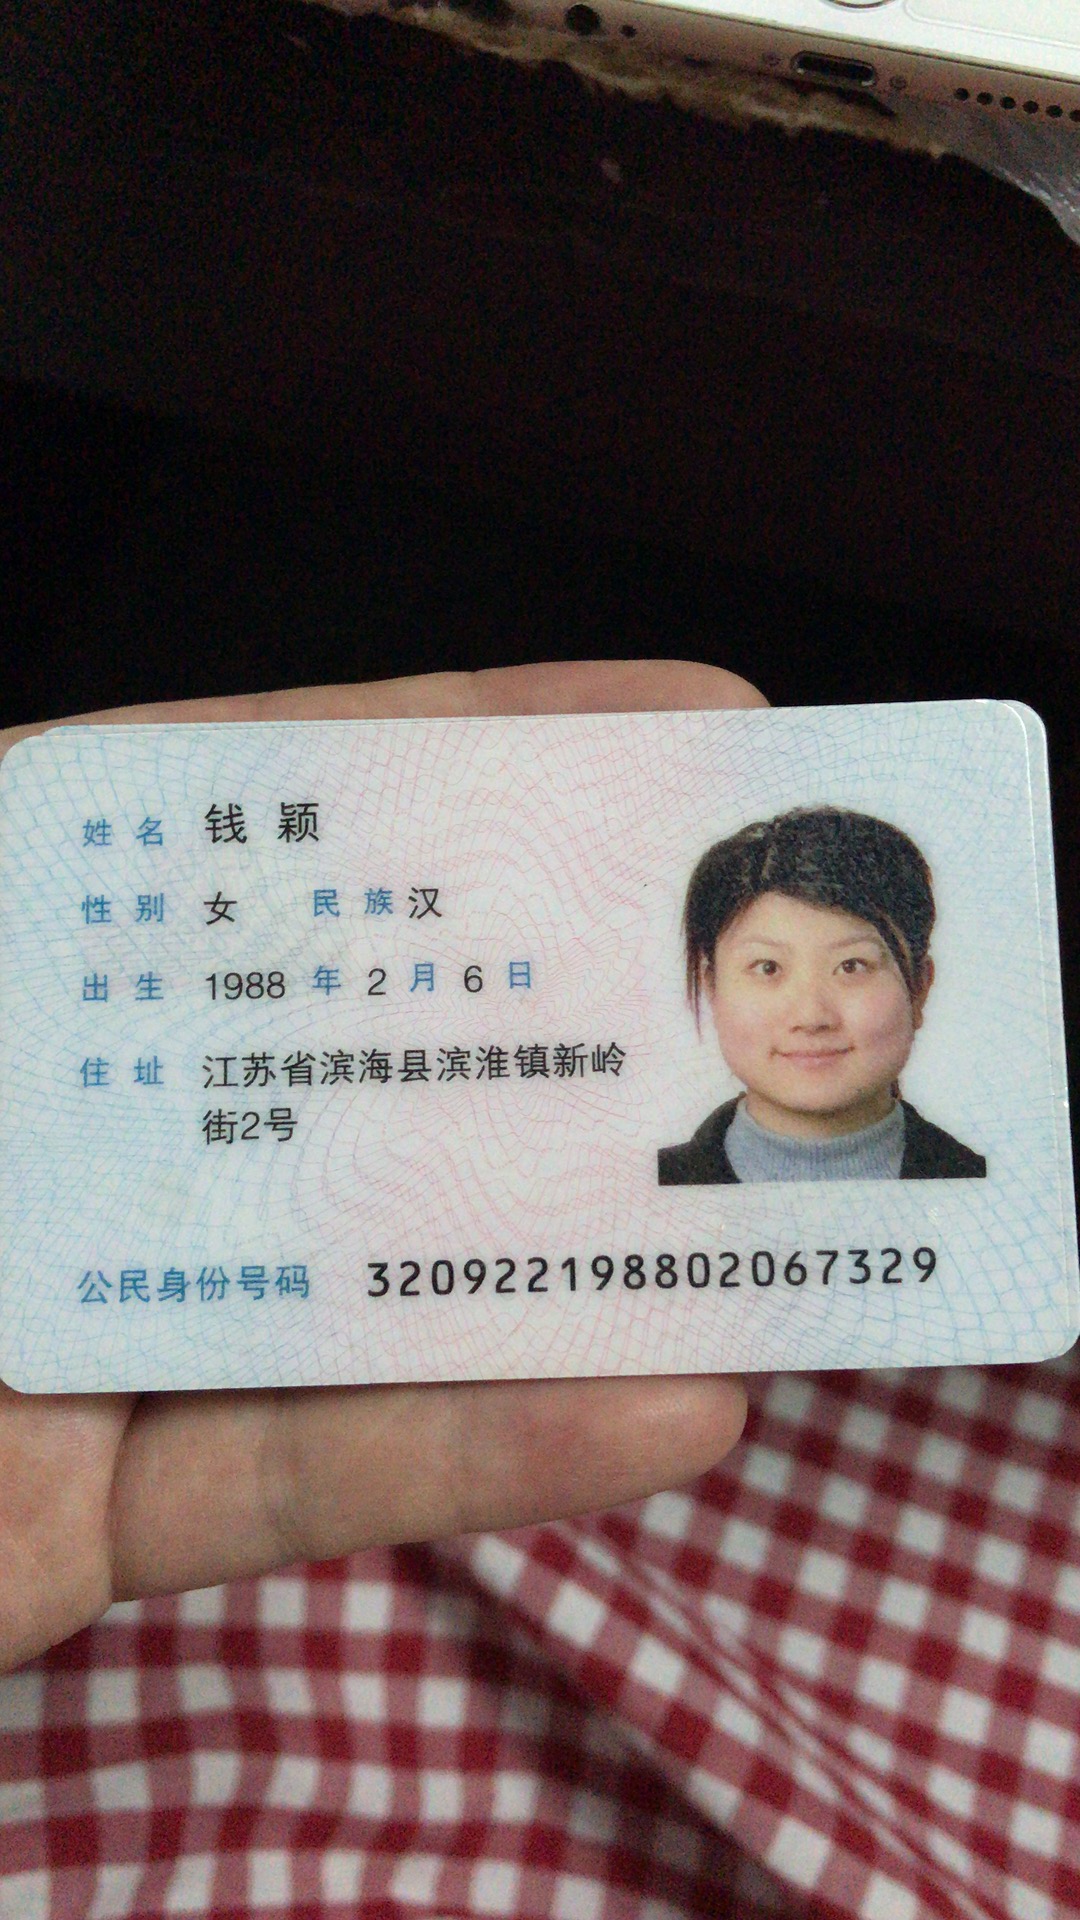 姓名 钱颖
性别 女 民族 汉
出生 1988 年 2 月 6 日
住址 江苏省滨海县滨淮镇新岭
街2号
公民身份号码 320922198802067329